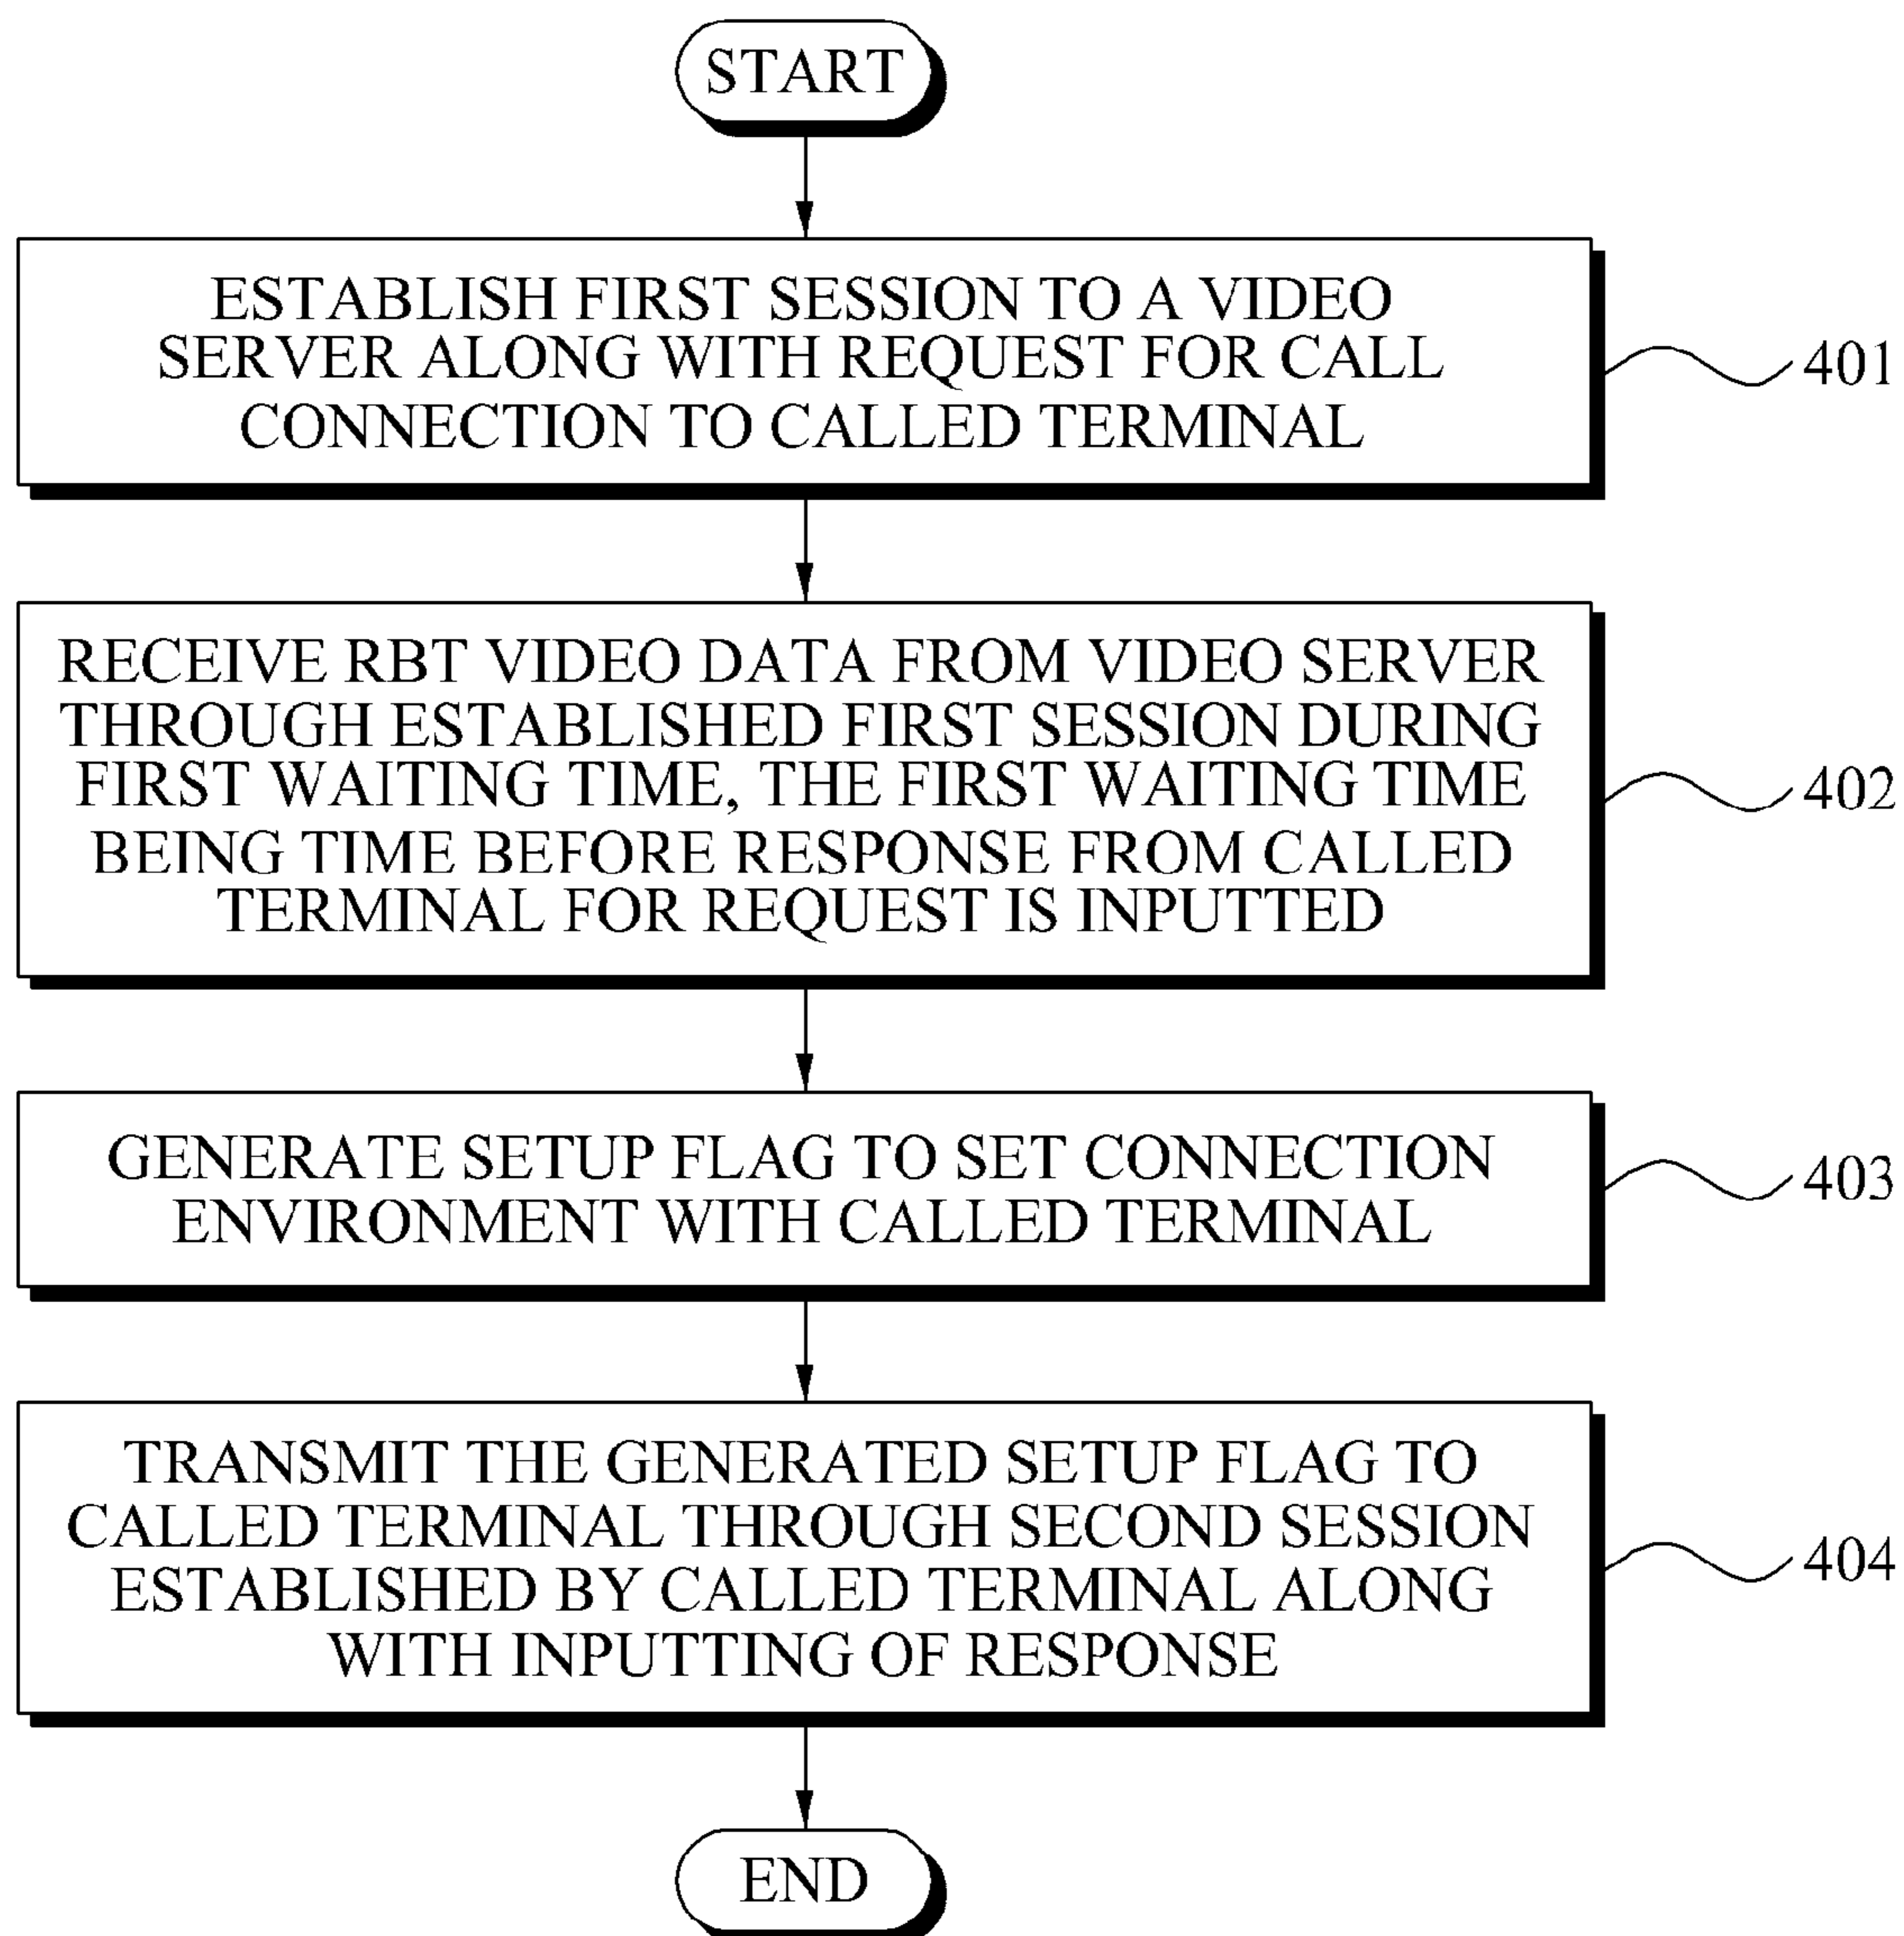 START
ESTABLISH FIRST SESSION TO A VIDEO
SERVER ALONG WITH REQUEST FOR CALL
CONNECTION TO CALLED TERMINAL
401
RECEIVE RBT VIDEO DATA FROM VIDEO SERVER
THROUGH ESTABLISHED FIRST SESSION DURING
FIRST WAITING TIME, THE FIRST WAITING TIME
BEING TIME BEFORE RESPONSE FROM CALLED
TERMINAL FOR REQUEST IS INPUTTED
402
GENERATE SETUP FLAG TO SET CONNECTION
ENVIRONMENT WITH CALLED TERMINAL
403
TRANSMIT THE GENERATED SETUP FLAG TO
CALLED TERMINAL THROUGH SECOND SESSION
ESTABLISHED BY CALLED TERMINAL ALONG
WITH INPUTTING OF RESPONSE
404
END